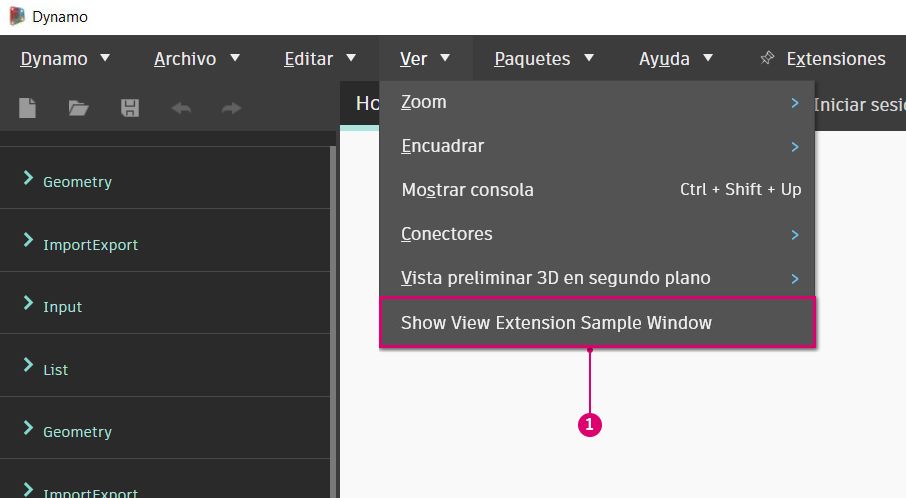 Dynamo
Dynamo Archivo Editar Ver Paquetes Ayuda Extensiones
Ho
Iniciar sesi
Zoom
Encuadrar
Mostrar consola Ctrl + Shift + Up
Conectores
Vista preliminar 3D en segundo plano
Show View Extension Sample Window
1
Geometry
ImportExport
Input
List
Geometry
ImportExport